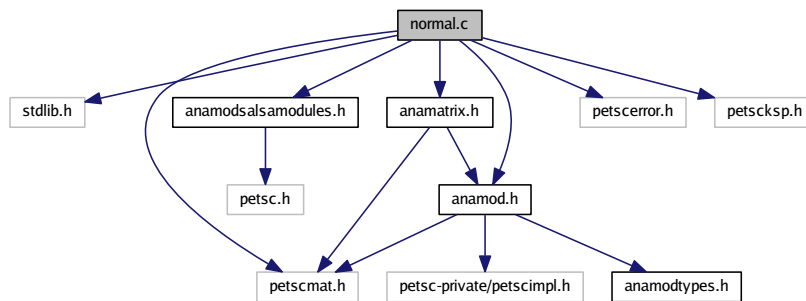 normal.c
stdlib.h
anamodsalsamodules.h
anamatrix.h
petscerror.h
petscksp.h
petsc.h
anamod.h
petscmat.h
petsc-private/petscimpl.h
anamodtypes.h